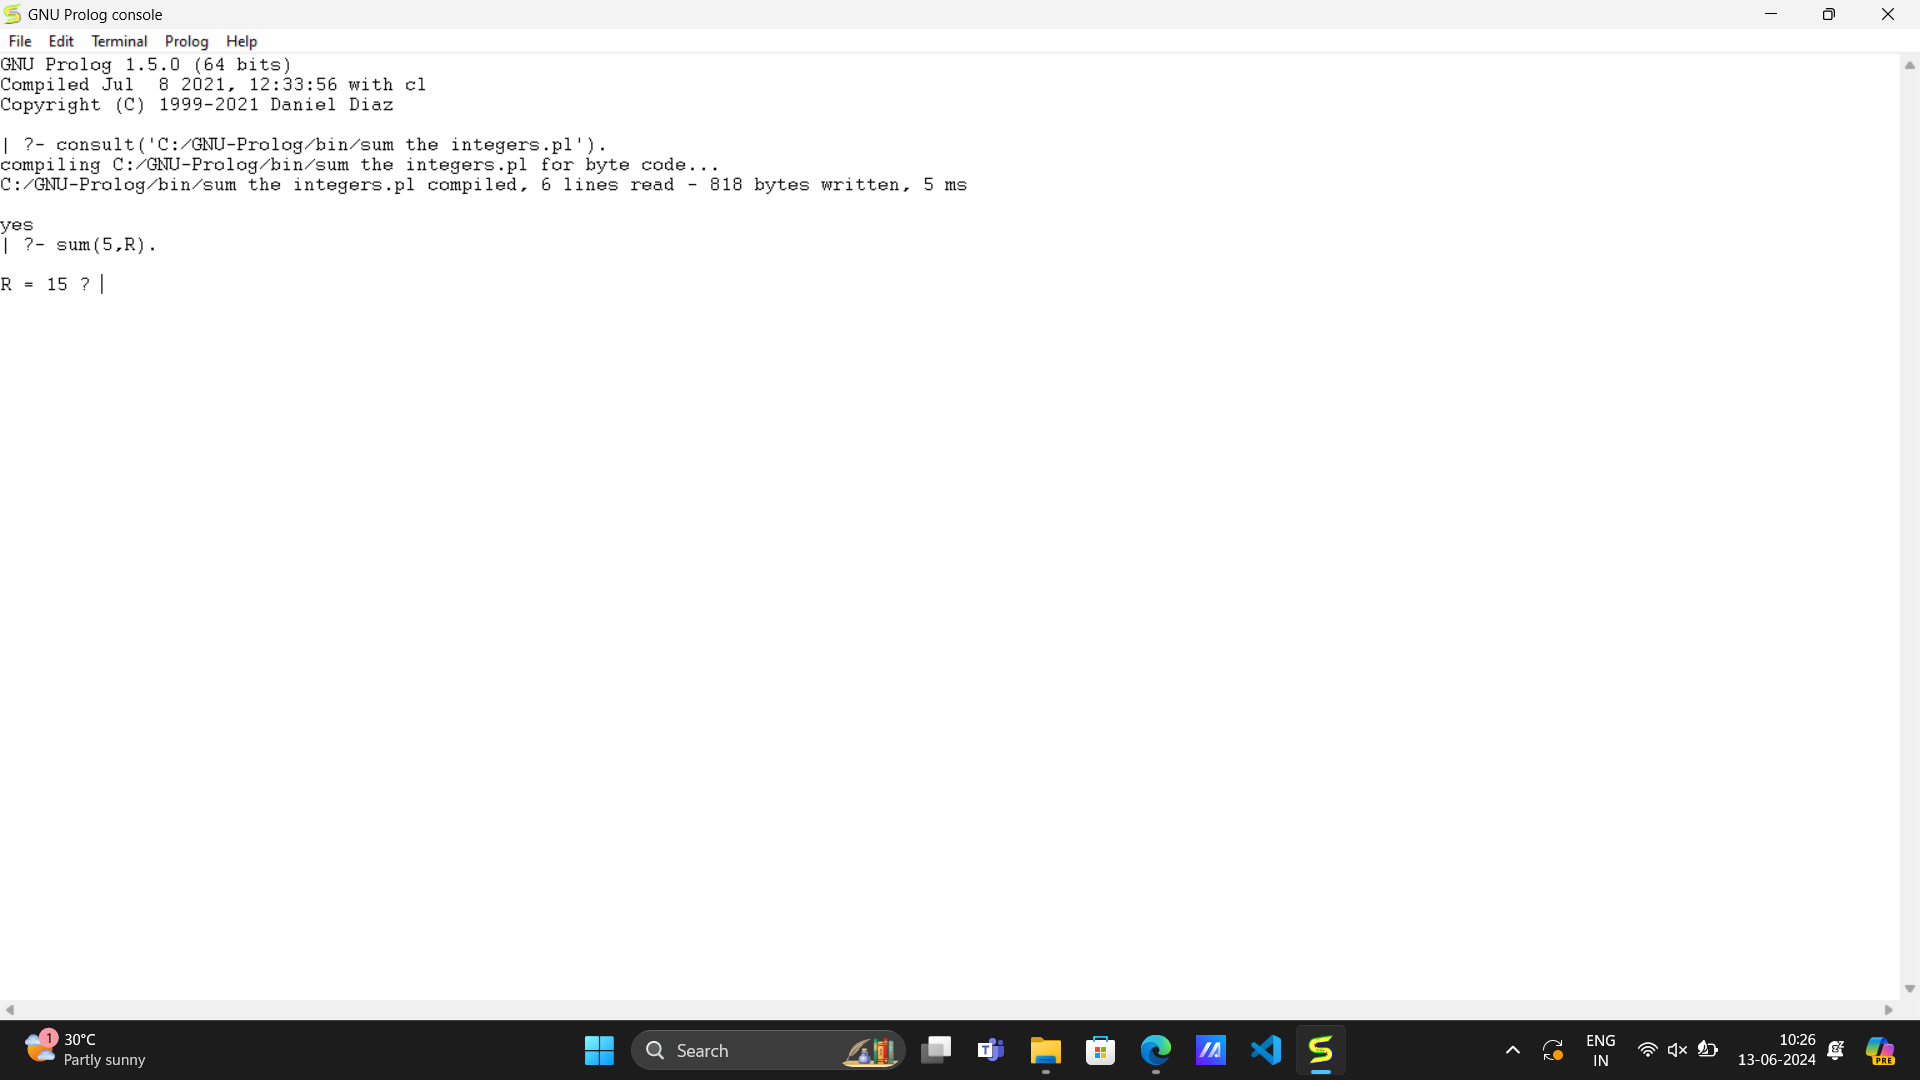 GNU Prolog console
File Edit Terminal Prolog Help
GNU Prolog 1.5.0 (64 bits)
Compiled Jul  8 2021, 12:33:56 with cl
Copyright (C) 1999-2021 Daniel Diaz
| ?- consult('C:/GNU-Prolog/bin/sum the integers.pl').
compiling C:/GNU-Prolog/bin/sum the integers.pl for byte code...
C:/GNU-Prolog/bin/sum the integers.pl compiled, 6 lines read - 818 bytes written, 5 ms
yes
| ?- sum(5,R).
R = 15 ?
1
30°C
Partly sunny
Search
ENG
IN
10:26
13-06-2024
PRE